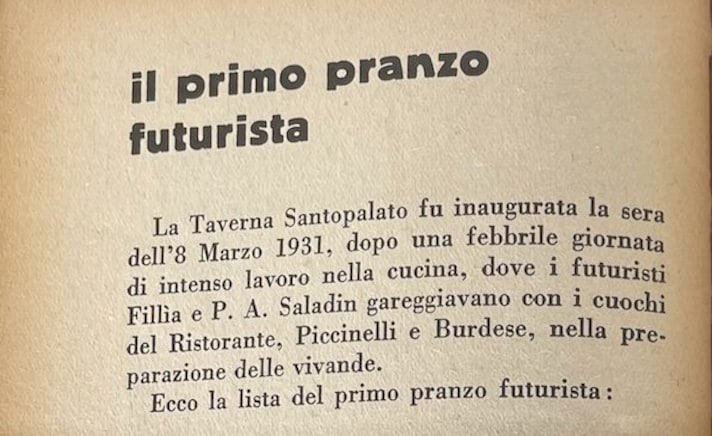 il primo pranzo
futurista
La Taverna Santopalato fu inaugurata la sera
dell'8 Marzo 1931, dopo una febbrile giornata
di intenso lavoro nella cucina, dove i futuristi
Fillìa e P. A. Saladin gareggiavano con i cuochi
del Ristorante, Piccinelli e Burdese, nella pre-
parazione delle vivande.
Ecco la lista del primo pranzo futurista: